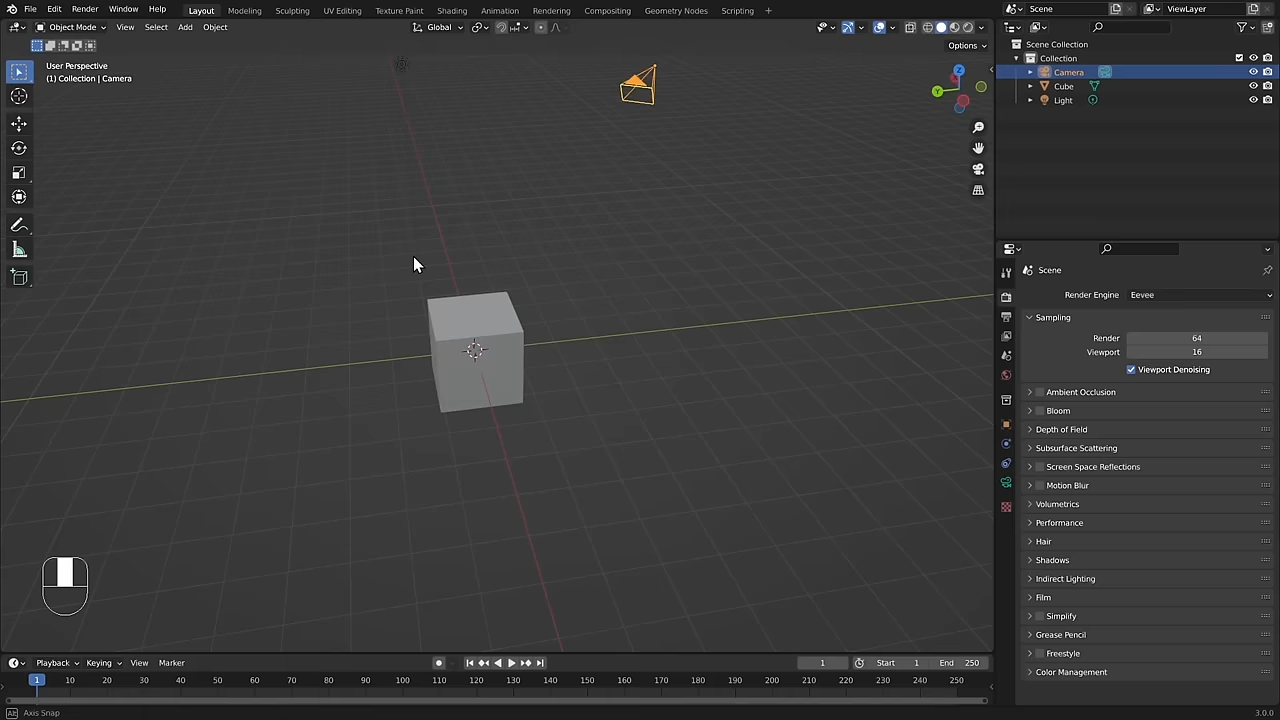 File Edit Render Window Help Layout Modeling Sculpting UV Editing Texture Paint Shading Animation Rendering Compositing Geometry Nodes Scripting + Scene ViewLayer
Object Mode View Select Add Object Global
Options
User Perspective
(1) Collection | Camera
Z
Y
Scene Collection
Collection
Camera
Cube
Light
Scene
Render Engine Eevee
Sampling
Render 64
Viewport 16
Viewport Denoising
Ambient Occlusion
Bloom
Depth of Field
Subsurface Scattering
Screen Space Reflections
Motion Blur
Volumetrics
Performance
Hair
Shadows
Indirect Lighting
Film
Simplify
Grease Pencil
Freestyle
Color Management
Playback Keying View Marker 1 Start 1 End 250
1 10 20 30 40 50 60 70 80 90 100 110 120 130 140 150 160 170 180 190 200 210 220 230 240 250
Alt Axis Snap 3.0.0